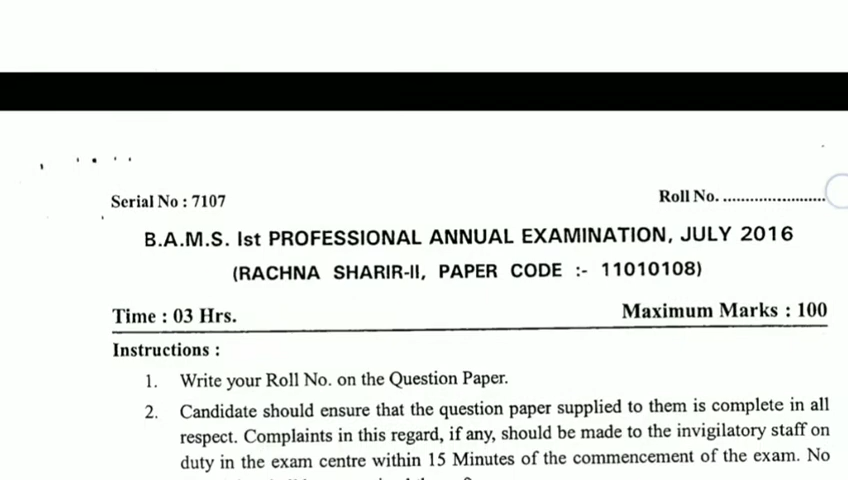 Serial No : 7107
Roll No. ........................
B.A.M.S. Ist PROFESSIONAL ANNUAL EXAMINATION, JULY 2016
(RACHNA SHARIR-II, PAPER CODE :- 11010108)
Time : 03 Hrs.
Maximum Marks : 100
Instructions :
1. Write your Roll No. on the Question Paper.
2. Candidate should ensure that the question paper supplied to them is complete in all
respect. Complaints in this regard, if any, should be made to the invigilatory staff on
duty in the exam centre within 15 Minutes of the commencement of the exam. No